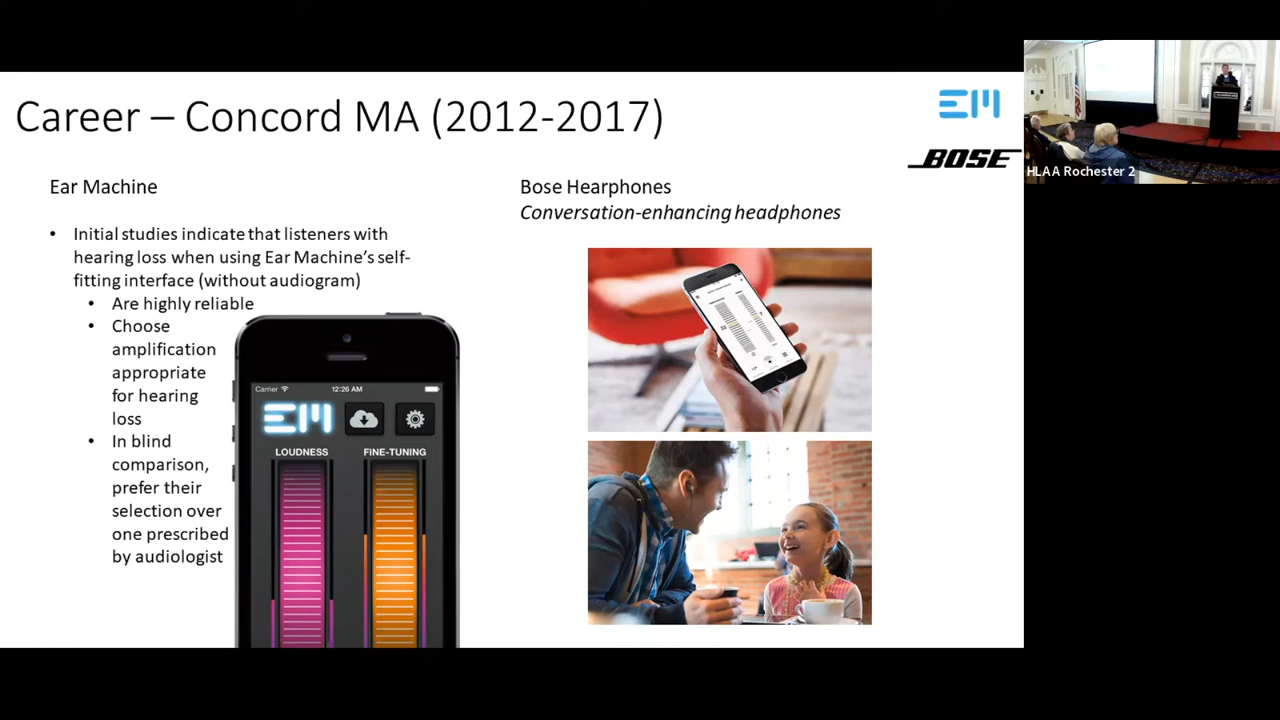 Career – Concord MA (2012-2017)
EM
BOSE
HLAA Rochester 2
Ear Machine
• Initial studies indicate that listeners with
hearing loss when using Ear Machine's self-
fitting interface (without audiogram)
• Are highly reliable
• Choose
amplification
appropriate
for hearing
loss
• In blind
comparison,
prefer their
selection over
one prescribed
by audiologist
Carrier
12:26 AM
EM
LOUDNESS
FINE-TUNING
Bose Hearphones
Conversation-enhancing headphones